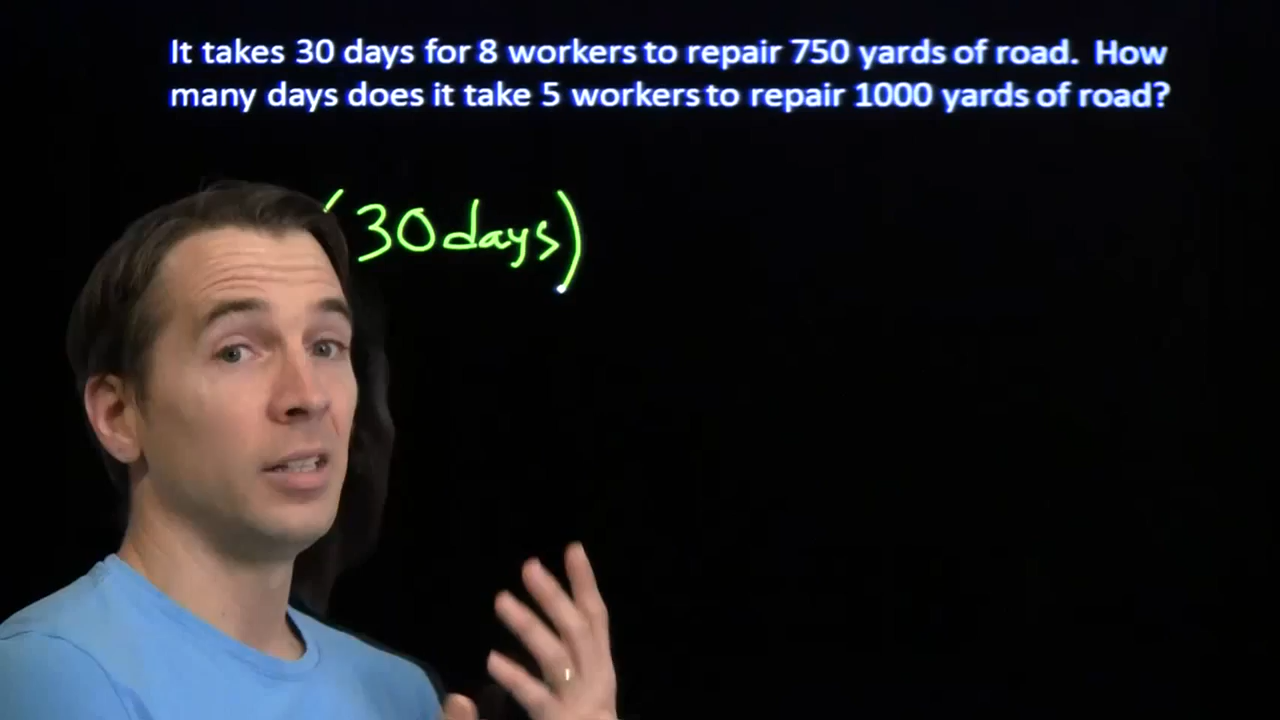 It takes 30 days for 8 workers to repair 750 yards of road. How
many days does it take 5 workers to repair 1000 yards of road?
(30 days)